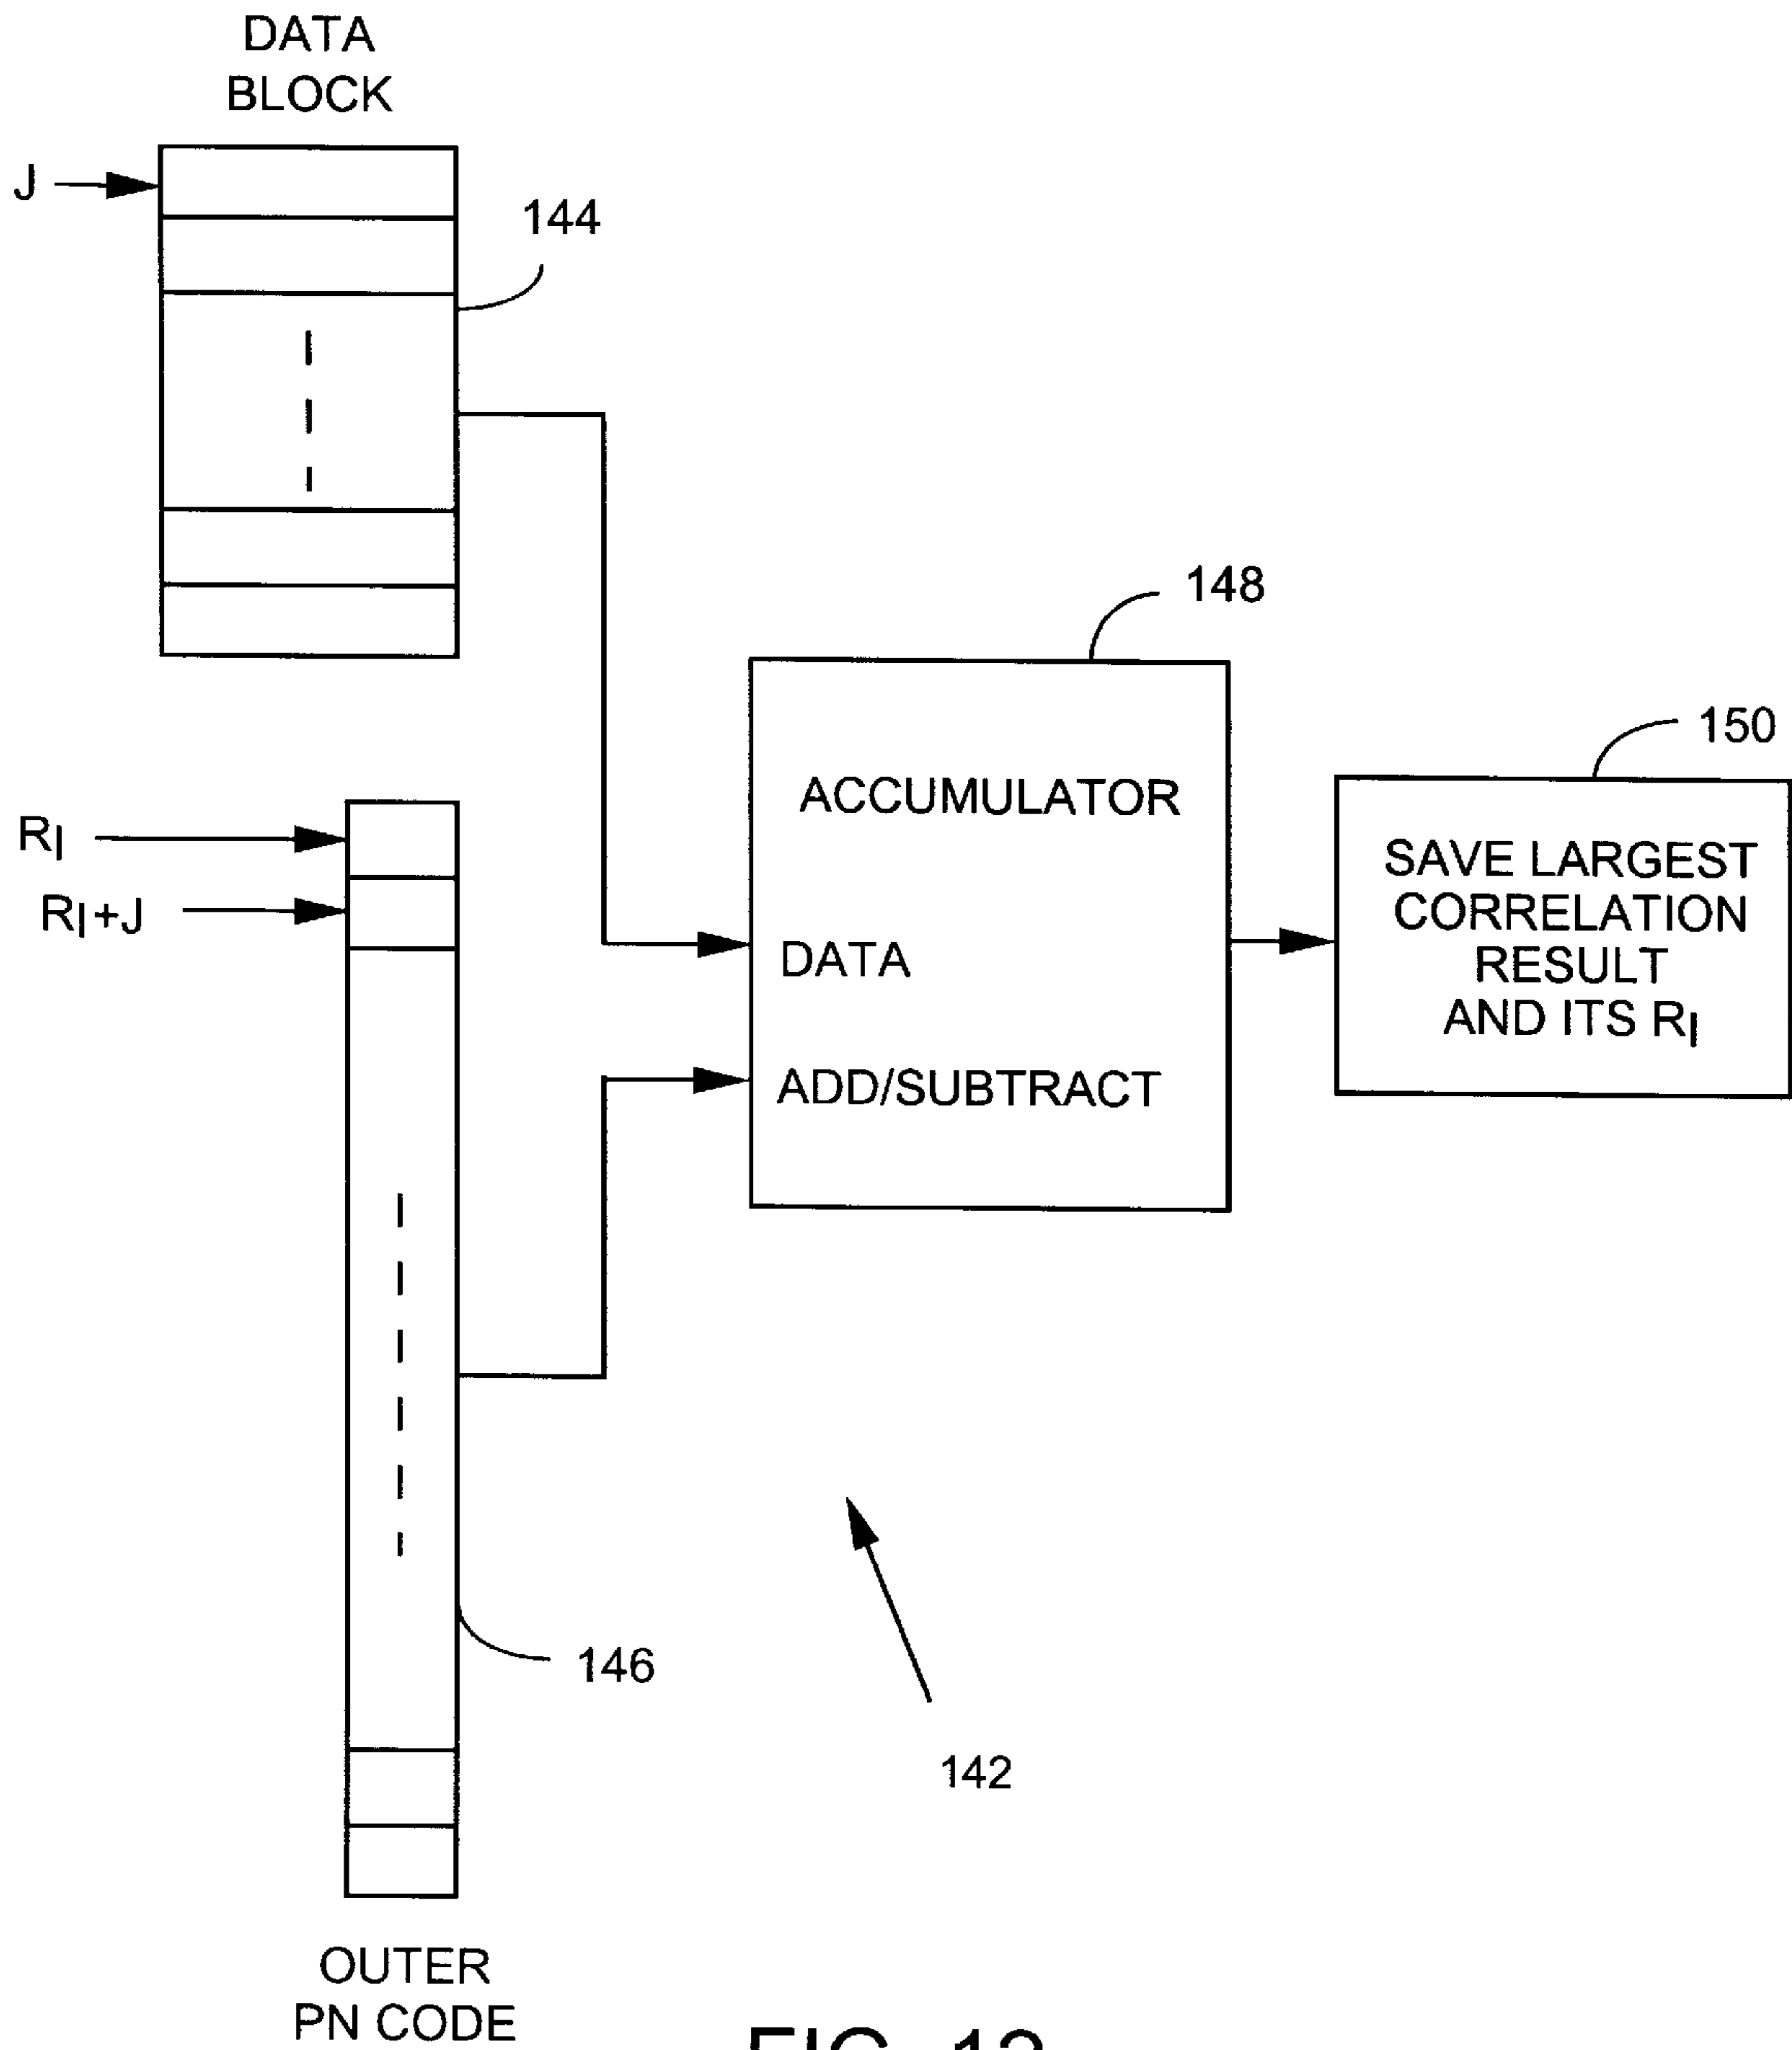 DATA
BLOCK
J
144
148
150
ACCUMULATOR
DATA
ADD/SUBTRACT
SAVE LARGEST
CORRELATION
RESULT
AND ITS RI
RI
RI+J
146
142
OUTER
PN CODE